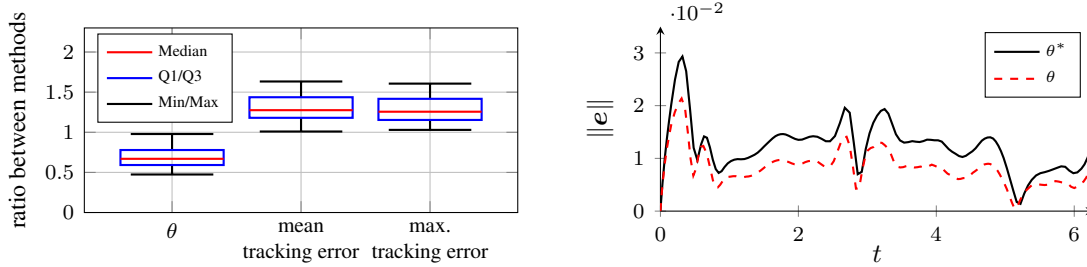 ratio between methods
2
1.5
1
0.5
0
Median
Q1/Q3
Min/Max
θ
mean
tracking error
max.
tracking error
·10⁻²
‖e‖
3
2
1
0
θ*
θ
0
2
4
6
t